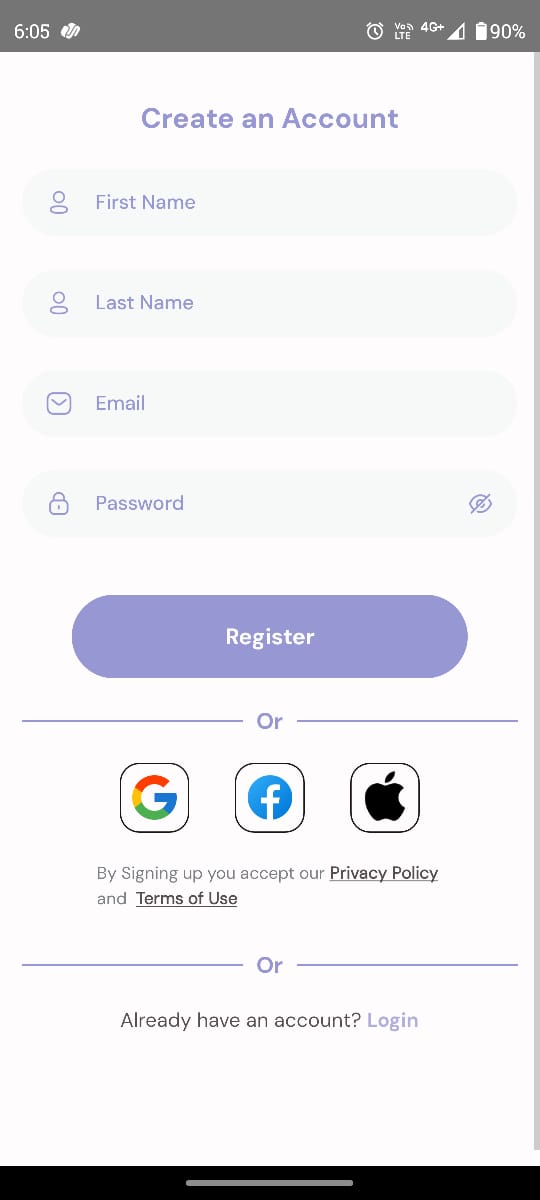 6:05
Vo)) LTE 4G+ 90%
Create an Account
First Name
Last Name
Email
Password
Register
Or
By Signing up you accept our Privacy Policy
and Terms of Use
Or
Already have an account? Login